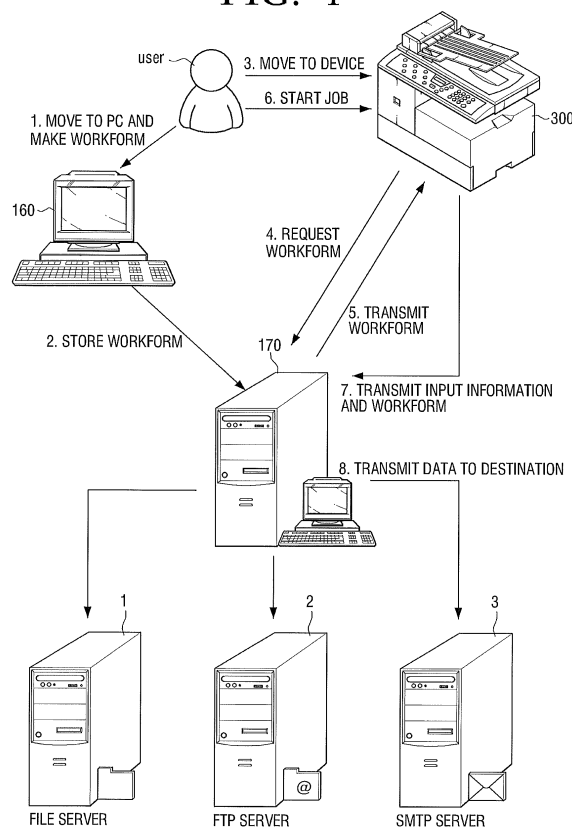 user
3. MOVE TO DEVICE
6. START JOB
1. MOVE TO PC AND
MAKE WORKFORM
300
160
4. REQUEST
WORKFORM
5. TRANSMIT
WORKFORM
2. STORE WORKFORM
170
7. TRANSMIT INPUT INFORMATION
AND WORKFORM
8. TRANSMIT DATA TO DESTINATION
1
2
3
@
FILE SERVER
FTP SERVER
SMTP SERVER